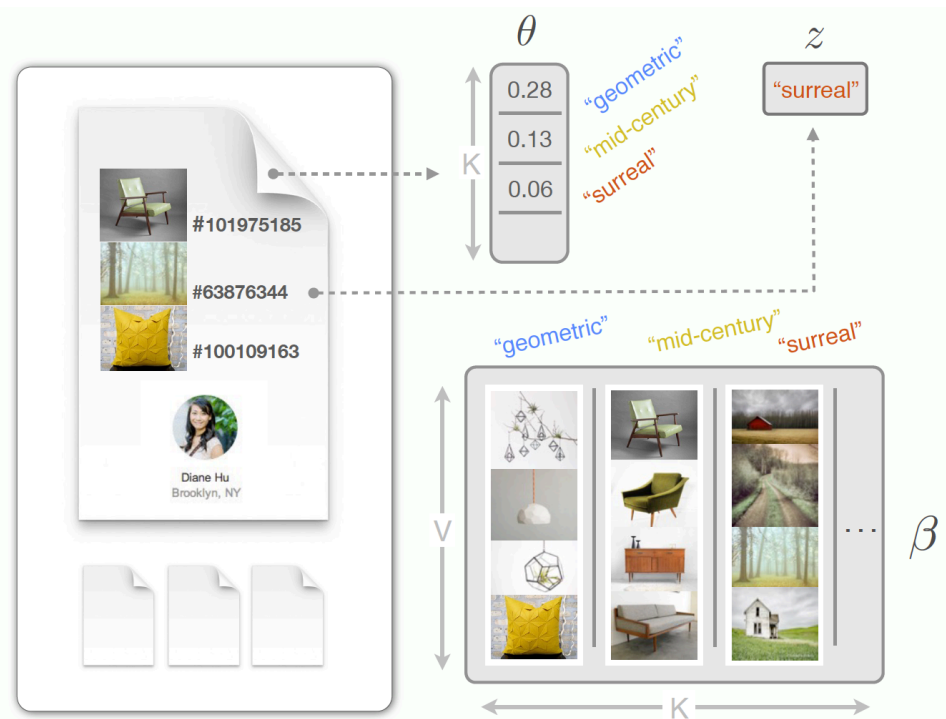 θ
z
0.28
0.13
0.06
K
“geometric”
“mid-century”
“surreal”
“surreal”
#101975185
#63876344
#100109163
Diane Hu
Brooklyn, NY
“geometric”
“mid-century”
“surreal”
V
...
β
K